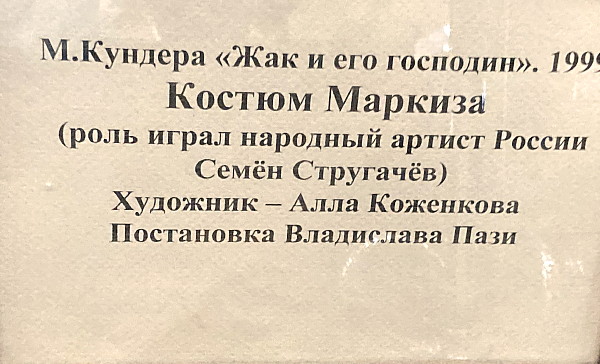 М.Кундера «Жак и его господин». 1999
Костюм Маркиза
(роль играл народный артист России
Семён Стругачёв)
Художник – Алла Коженкова
Постановка Владислава Пази